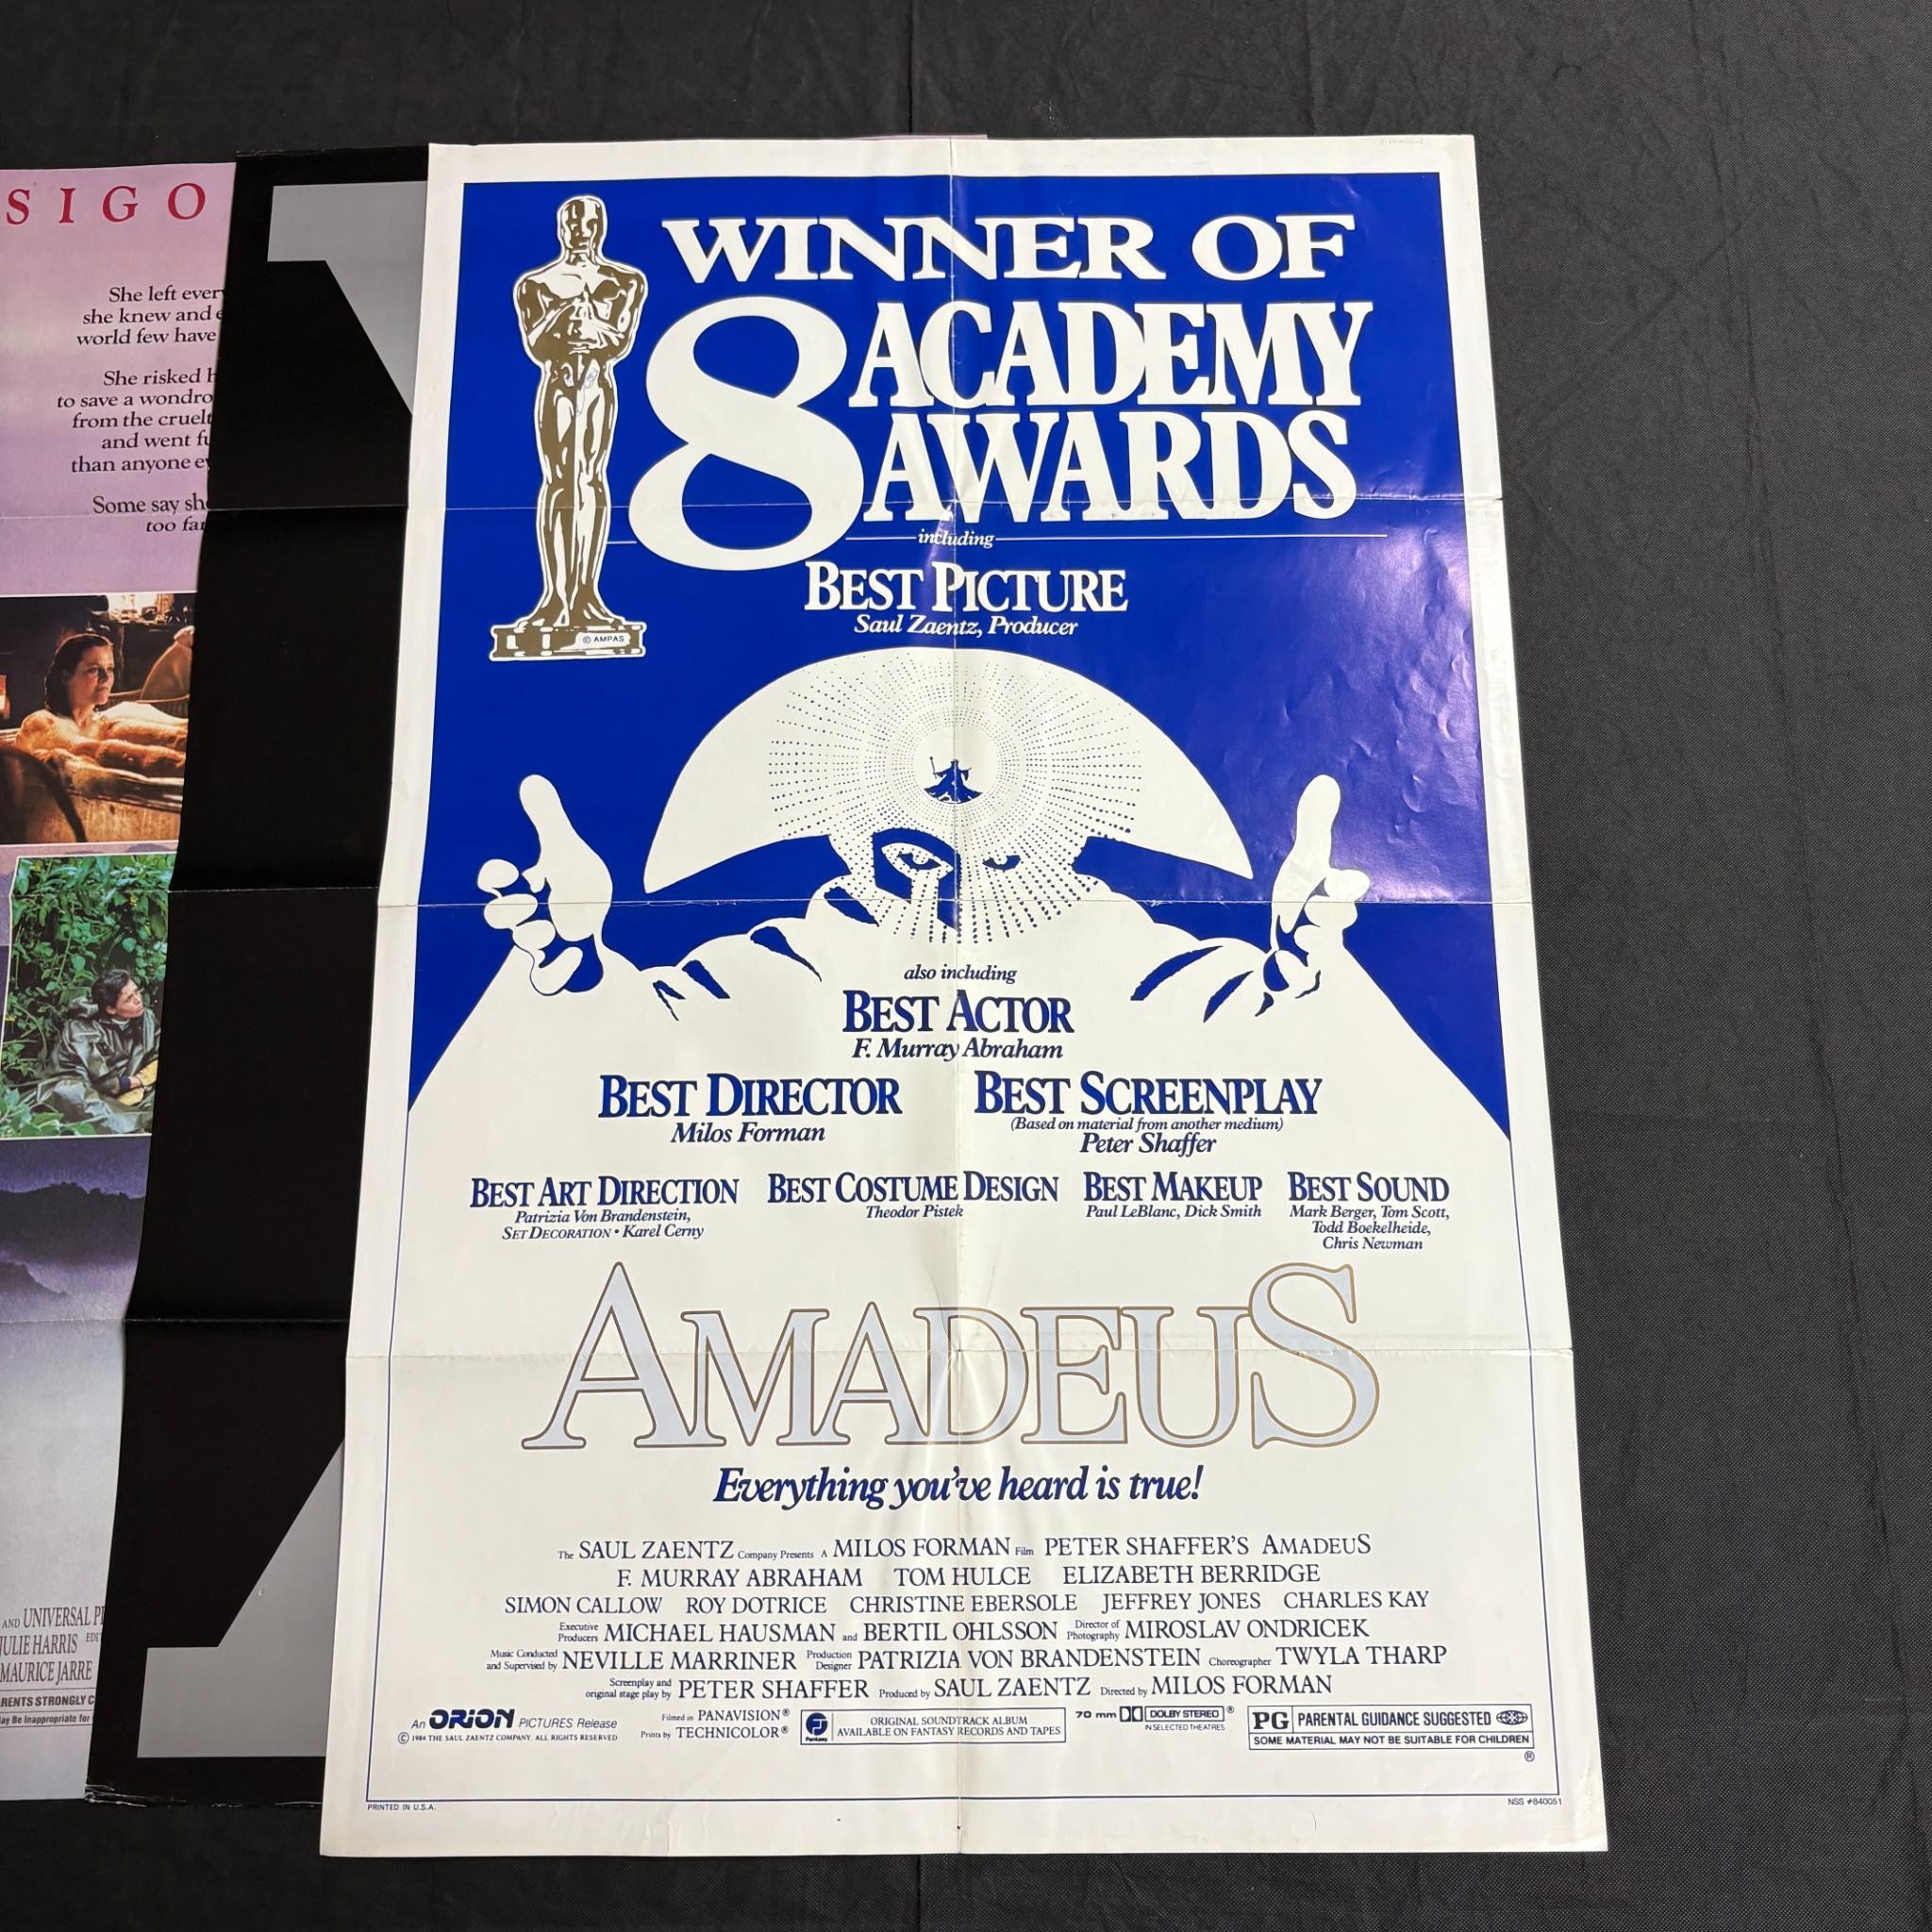 SIGO
She left
she knew and
world few have
She risked
to save a wondro
from the cruelt
and went
than anyone
Some say
too far
AND UNIVERSAL
JULIE HARRIS
MAURICE JARRE
RENTS STRONGLY C
ay Be Inappropriate for
WINNER OF
8 ACADEMY
AWARDS
including
BEST PICTURE
Saul Zaentz, Producer
© AMPAS
also including
BEST ACTOR
F. Murray Abraham
BEST DIRECTOR
Milos Forman
BEST SCREENPLAY
(Based on material from another medium)
Peter Shaffer
BEST ART DIRECTION
Patrizia Von Brandenstein,
SET DECORATION • Karel Cerny
BEST COSTUME DESIGN
Theodor Pistek
BEST MAKEUP
Paul LeBlanc, Dick Smith
BEST SOUND
Mark Berger, Tom Scott,
Todd Boekelheide,
Chris Newman
AMADEUS
Everything you've heard is true!
The SAUL ZAENTZ Company Presents A MILOS FORMAN Film PETER SHAFFER'S AMADEUS
F. MURRAY ABRAHAM TOM HULCE ELIZABETH BERRIDGE
SIMON CALLOW ROY DOTRICE CHRISTINE EBERSOLE JEFFREY JONES CHARLES KAY
Executive Producers MICHAEL HAUSMAN and BERTIL OHLSSON Director of Photography MIROSLAV ONDRICEK
Music Conducted and Supervised by NEVILLE MARRINER Production Designer PATRIZIA VON BRANDENSTEIN Choreographer TWYLA THARP
Screenplay and original stage play by PETER SHAFFER Produced by SAUL ZAENTZ Directed by MILOS FORMAN
An ORION PICTURES Release
© 1984 THE SAUL ZAENTZ COMPANY. ALL RIGHTS RESERVED
Filmed in PANAVISION®
Prints by TECHNICOLOR®
Fantasy
ORIGINAL SOUNDTRACK ALBUM
AVAILABLE ON FANTASY RECORDS AND TAPES
70 mm DOLBY STEREO ®
IN SELECTED THEATRES
PG PARENTAL GUIDANCE SUGGESTED
SOME MATERIAL MAY NOT BE SUITABLE FOR CHILDREN
®
PRINTED IN U.S.A.
NSS #840051